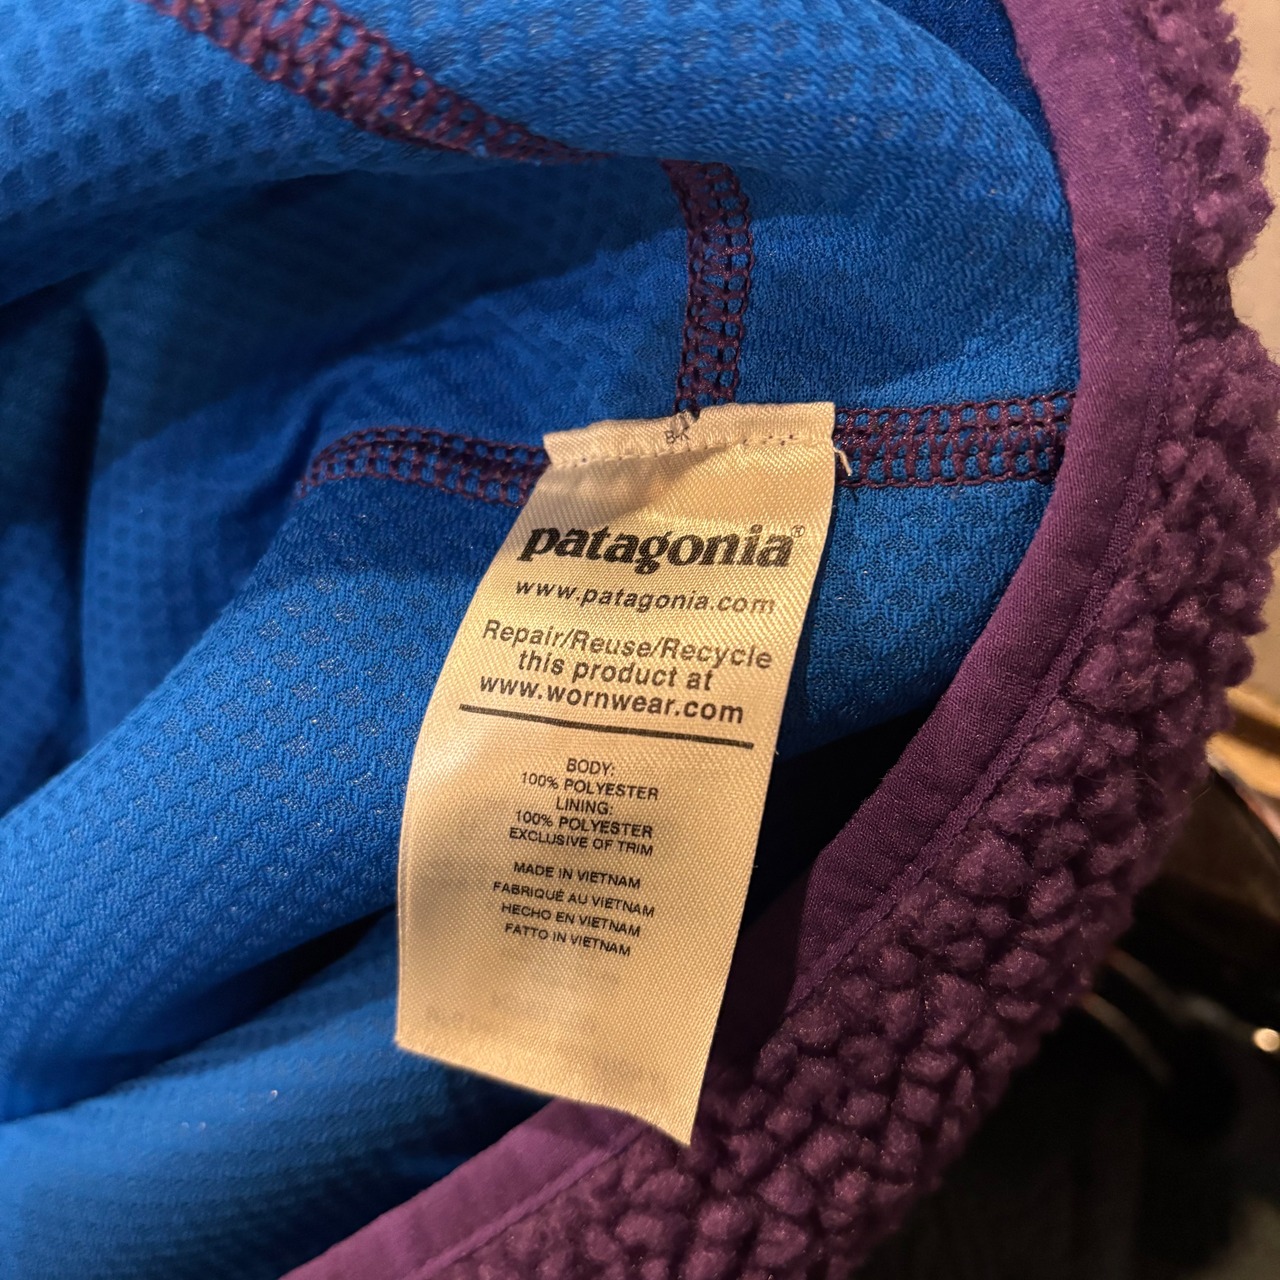 patagonia®
www.patagonia.com
Repair/Reuse/Recycle
this product at
www.wornwear.com
BODY:
100% POLYESTER
LINING:
100% POLYESTER
EXCLUSIVE OF TRIM
MADE IN VIETNAM
FABRIQUÉ AU VIETNAM
HECHO EN VIETNAM
FATTO IN VIETNAM